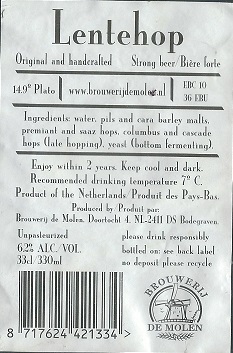 Lentehop
Original and handcrafted Strong beer/Bière forte
14.9° Plato www.brouwerijdemolen.nl EBC 10
36 EBU
Ingredients: water, pils and cara barley malts,
premiant and saaz hops, columbus and cascade
hops (late hopping), yeast (bottom fermenting).
Enjoy within 2 years. Keep cool and dark.
Recommended drinking temperature 7° C.
Product of the Netherlands/Produit des Pays-Bas.
Produced by/Produit par:
Brouwerij de Molen, Doortocht 4, NL-2411 DS Bodegraven.
Unpasteurized please drink responsibly
6.2% ALC./VOL. bottled on: see back label
33cl/330ml no deposit please recycle
BROUWERIJ
DE MOLEN
8 717624 421334 >